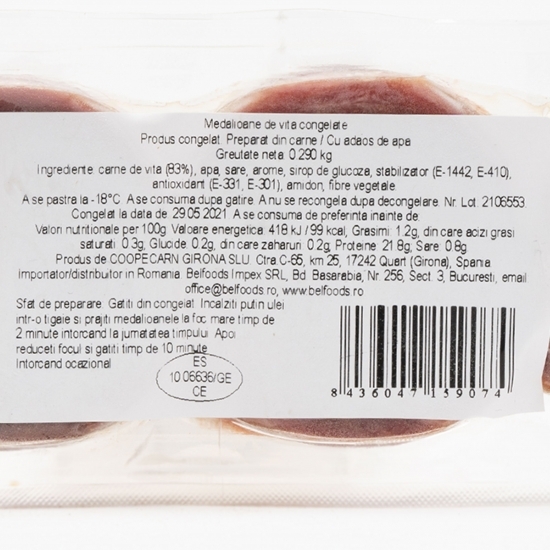 Medalioane de vita congelate
Produs congelat. Preparat din carne / Cu adaos de apa
Greutate neta 0.290 kg
Ingrediente: carne de vita (83%), apa, sare, arome, sirop de glucoza, stabilizator (E-1442, E-410),
antioxidant (E-331, E-301), amidon, fibre vegetale
A se pastra la -18°C. A se consuma dupa gatire. A nu se recongela dupa decongelare. Nr. Lot: 2106553
Congelat la data de: 29.05.2021 A se consuma de preferinta inainte de:
Valori nutritionale per 100g: Valoare energetica: 418 kJ / 99 kcal, Grasimi: 1.2g, din care acizi grasi
saturati: 0.3g, Glucide: 0.2g, din care zaharuri: 0.2g, Proteine: 21.8g, Sare: 0.8g
Produs de COOPECARN GIRONA SLU. Ctra. C-65, km 25, 17242 Quart (Girona), Spania
Importator/distribuitor in Romania: Belfoods Impex SRL, Bd. Basarabia, Nr. 256, Sect. 3, Bucuresti, email:
office@belfoods.ro, www.belfoods.ro
Sfat de preparare: Gatiti din congelat. Incalziti putin ulei
intr-o tigaie si prajiti medalioanele la foc mare timp de
2 minute intorcand la jumatatea timpului. Apoi
reduceti focul si gatiti timp de 10 minute
Intorcand ocazional
ES
10.06636/GE
CE
8436047159074